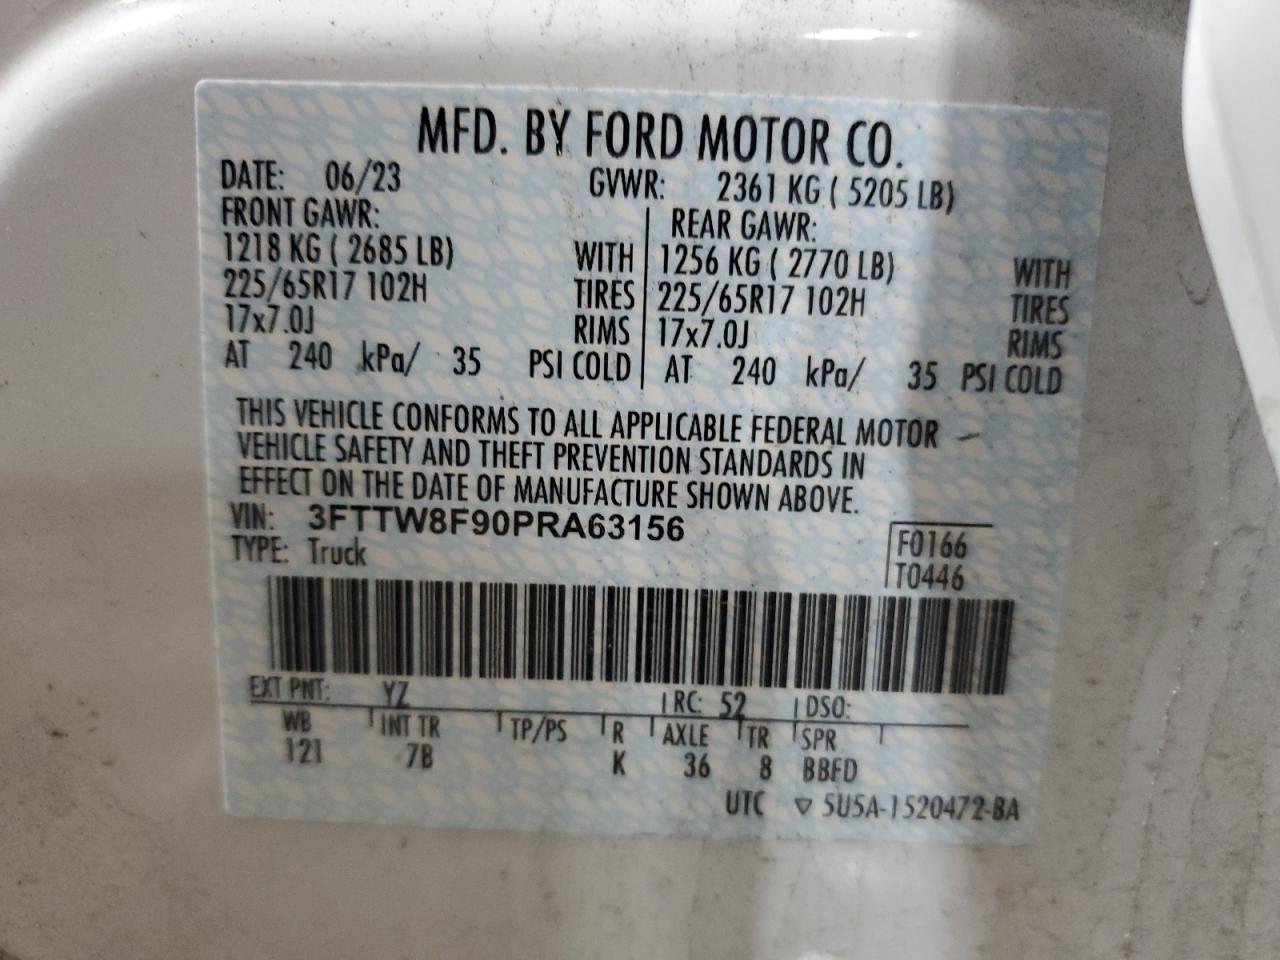 MFD. BY FORD MOTOR CO.
DATE: 06/23 GVWR: 2361 KG ( 5205 LB)
FRONT GAWR: REAR GAWR:
1218 KG ( 2685 LB) WITH 1256 KG ( 2770 LB) WITH
225/65R17 102H TIRES 225/65R17 102H TIRES
17x7.0J RIMS 17x7.0J RIMS
AT 240 kPa/ 35 PSI COLD AT 240 kPa/ 35 PSI COLD
THIS VEHICLE CONFORMS TO ALL APPLICABLE FEDERAL MOTOR
VEHICLE SAFETY AND THEFT PREVENTION STANDARDS IN
EFFECT ON THE DATE OF MANUFACTURE SHOWN ABOVE.
VIN: 3FTTW8F90PRA63156
F0166
TYPE: Truck
T0446
EXT PNT: YZ RC: 52 DSO:
WB INT TR TP/PS R AXLE TR SPR
121 7B K 36 8 BBFD
UTC ▽ 5U5A-1520472-BA